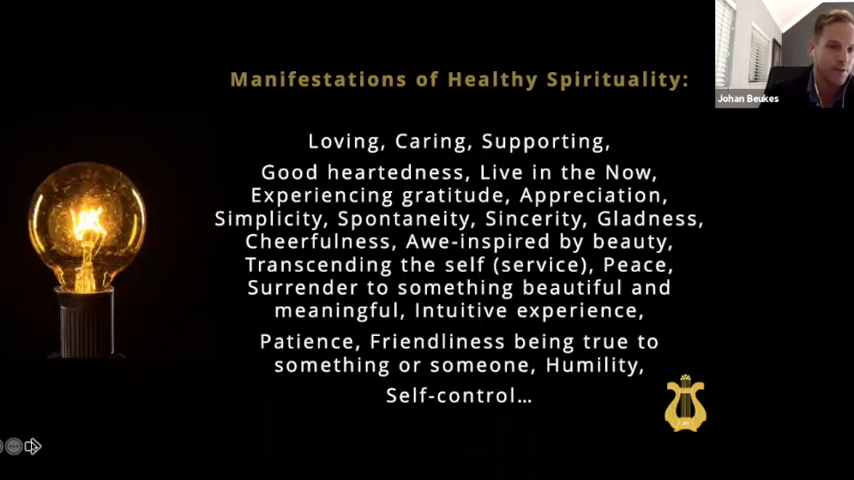 Manifestations of Healthy Spirituality:
Johan Beukes
Loving, Caring, Supporting,
Good heartedness, Live in the Now,
Experiencing gratitude, Appreciation,
Simplicity, Spontaneity, Sincerity, Gladness,
Cheerfulness, Awe-inspired by beauty,
Transcending the self (service), Peace,
Surrender to something beautiful and
meaningful, Intuitive experience,
Patience, Friendliness being true to
something or someone, Humility,
Self-control...